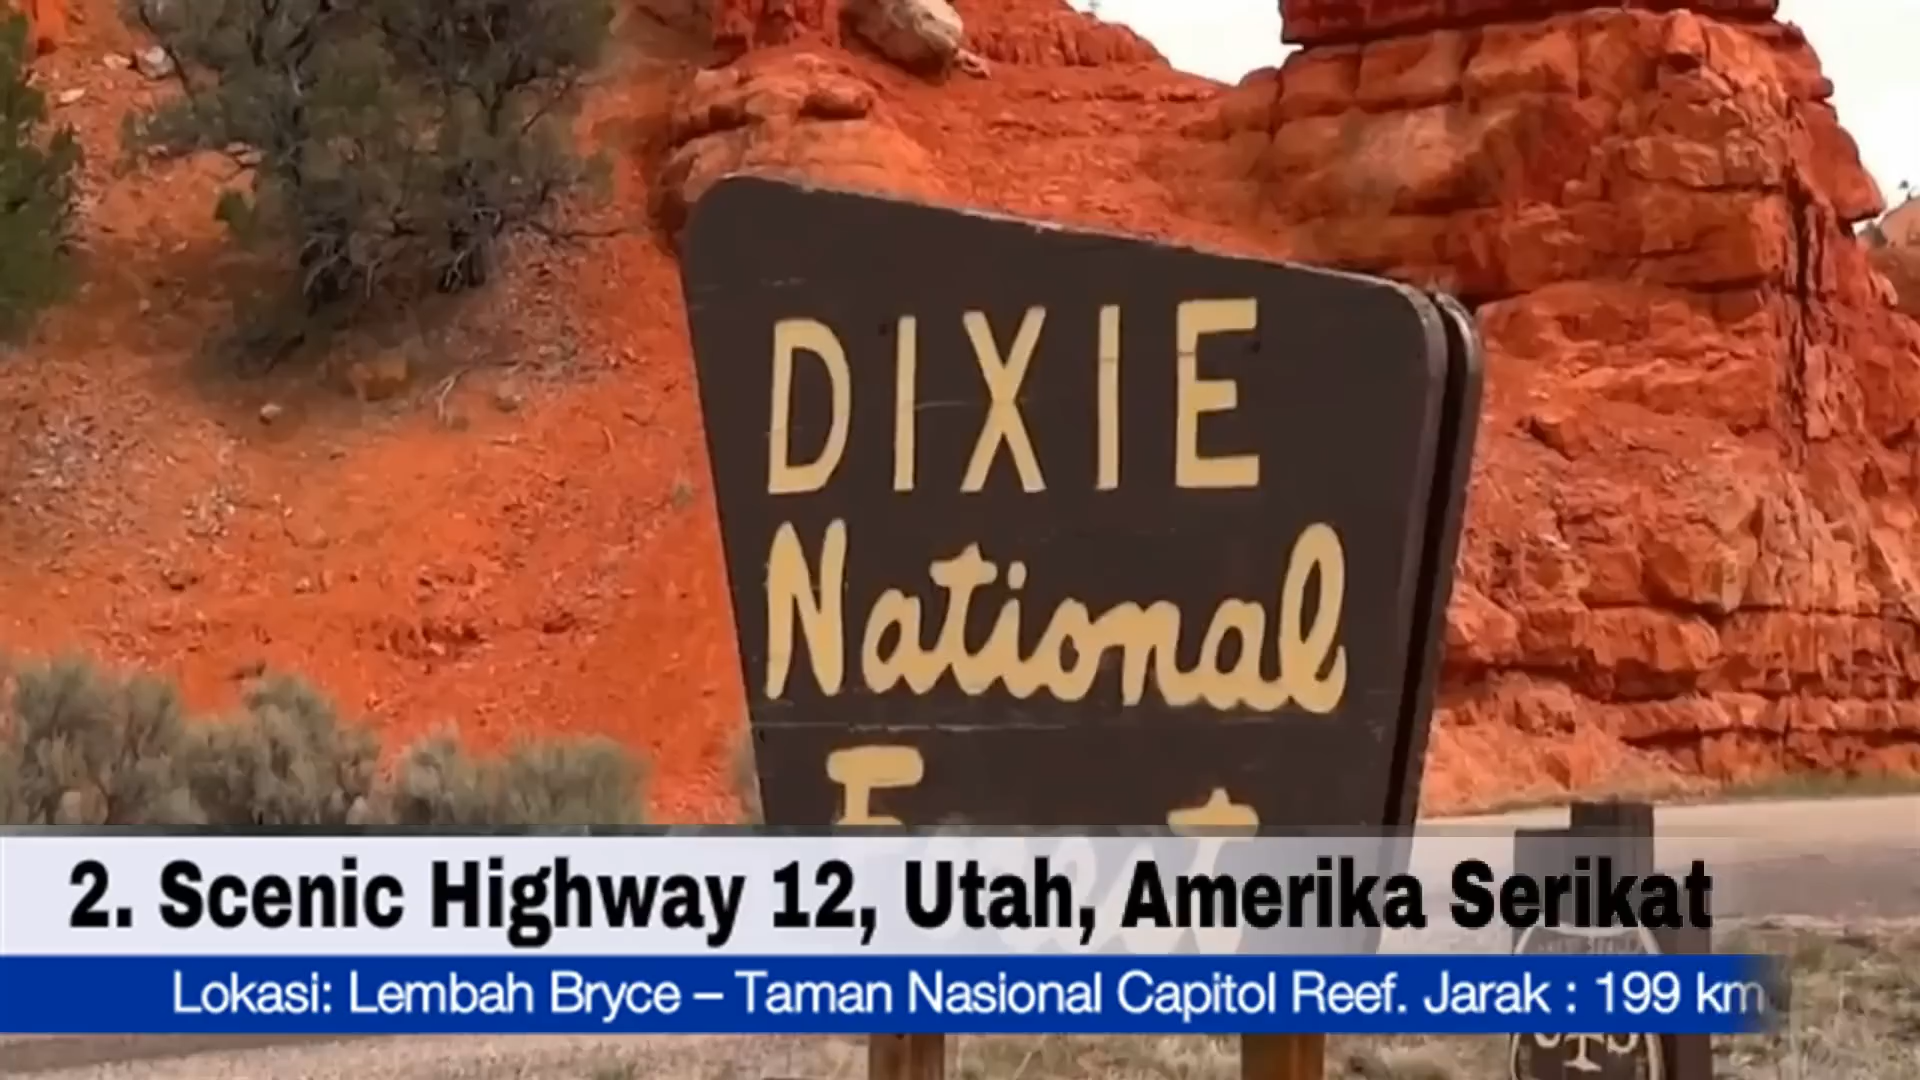 DIXIE
National
Forest
2. Scenic Highway 12, Utah, Amerika Serikat
Lokasi: Lembah Bryce – Taman Nasional Capitol Reef. Jarak : 199 km